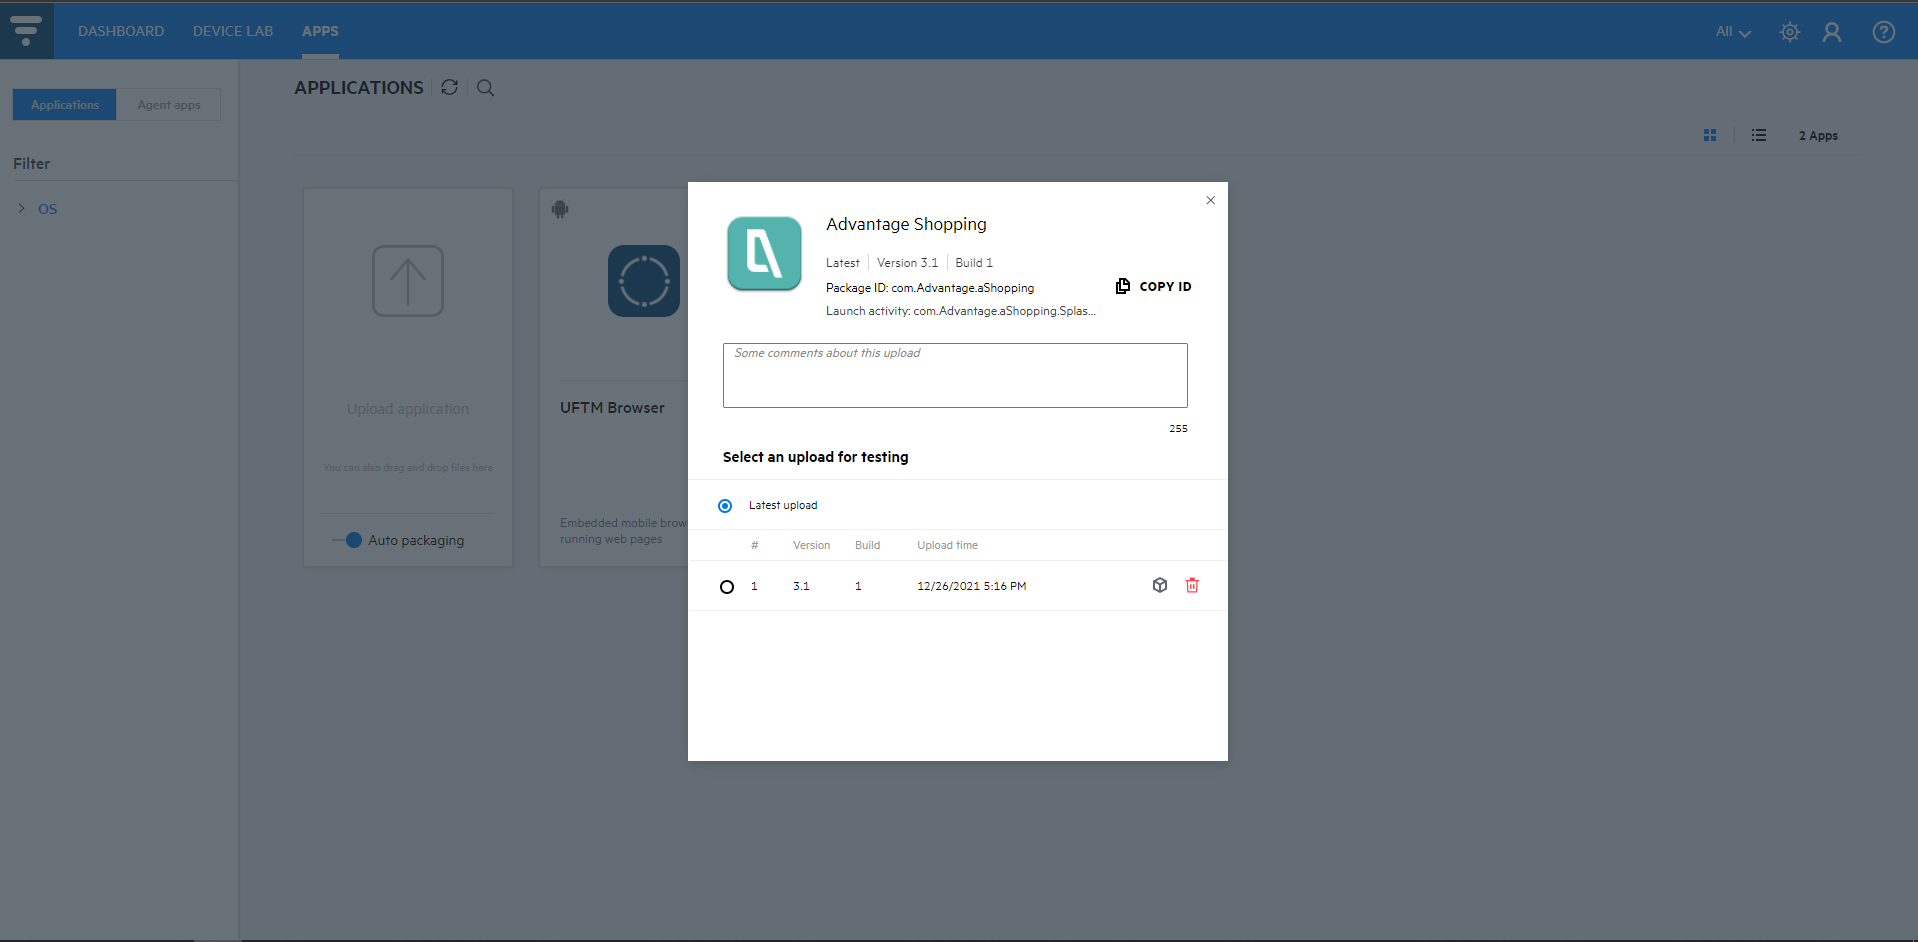 DASHBOARD DEVICE LAB APPS All
Applications Agent apps
Filter
OS
APPLICATIONS
2 Apps
Upload application
You can also drag and drop files here
Auto packaging
UFTM Browser
Embedded mobile brow
running web pages
Advantage Shopping
Latest Version 3.1 Build 1
Package ID: com.Advantage.aShopping
COPY ID
Launch activity: com.Advantage.aShopping.Splas...
Some comments about this upload
255
Select an upload for testing
Latest upload
# Version Build Upload time
1 3.1 1 12/26/2021 5:16 PM